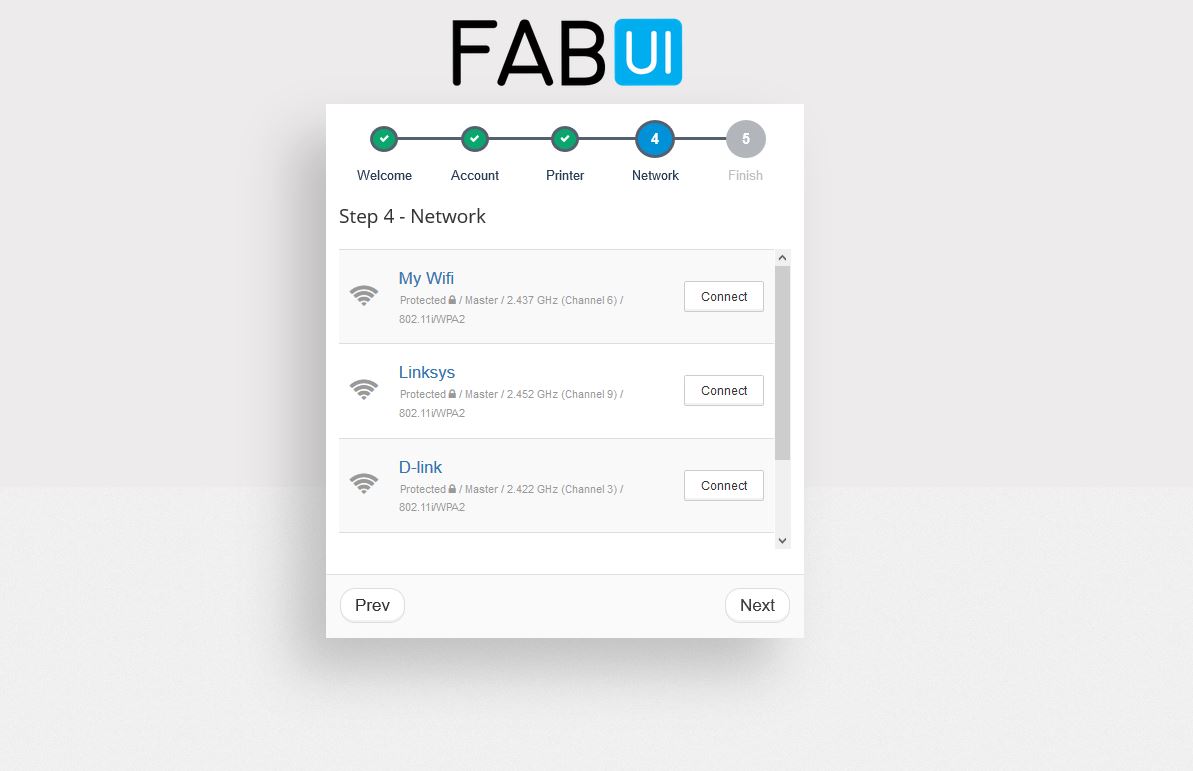 FABUI
4
5
Welcome
Account
Printer
Network
Finish
Step 4 - Network
My Wifi
Protected / Master / 2.437 GHz (Channel 6) /
802.11i/WPA2
Connect
Linksys
Protected / Master / 2.452 GHz (Channel 9) /
802.11i/WPA2
Connect
D-link
Protected / Master / 2.422 GHz (Channel 3) /
802.11i/WPA2
Connect
Prev
Next